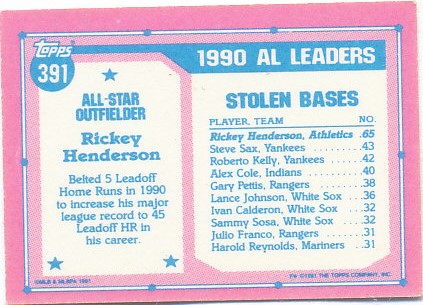 Topps
391
ALL-STAR
OUTFIELDER
Rickey
Henderson
Belted 5 Leadoff
Home Runs in 1990
to increase his major
league record to 45
Leadoff HR in
his career.
©MLB & MLBPA 1991
1990 AL LEADERS
STOLEN BASES
PLAYER, TEAM NO.
Rickey Henderson, Athletics .65
Steve Sax, Yankees . . . . . . . . .43
Roberto Kelly, Yankees . . . . . .42
Alex Cole, Indians . . . . . . . . . .40
Gary Pettis, Rangers . . . . . . . .38
Lance Johnson, White Sox . . .36
Ivan Calderon, White Sox . . . .32
Sammy Sosa, White Sox . . . . .32
Julio Franco, Rangers . . . . . . .31
Harold Reynolds, Mariners . . .31
©1991 THE TOPPS COMPANY, INC.